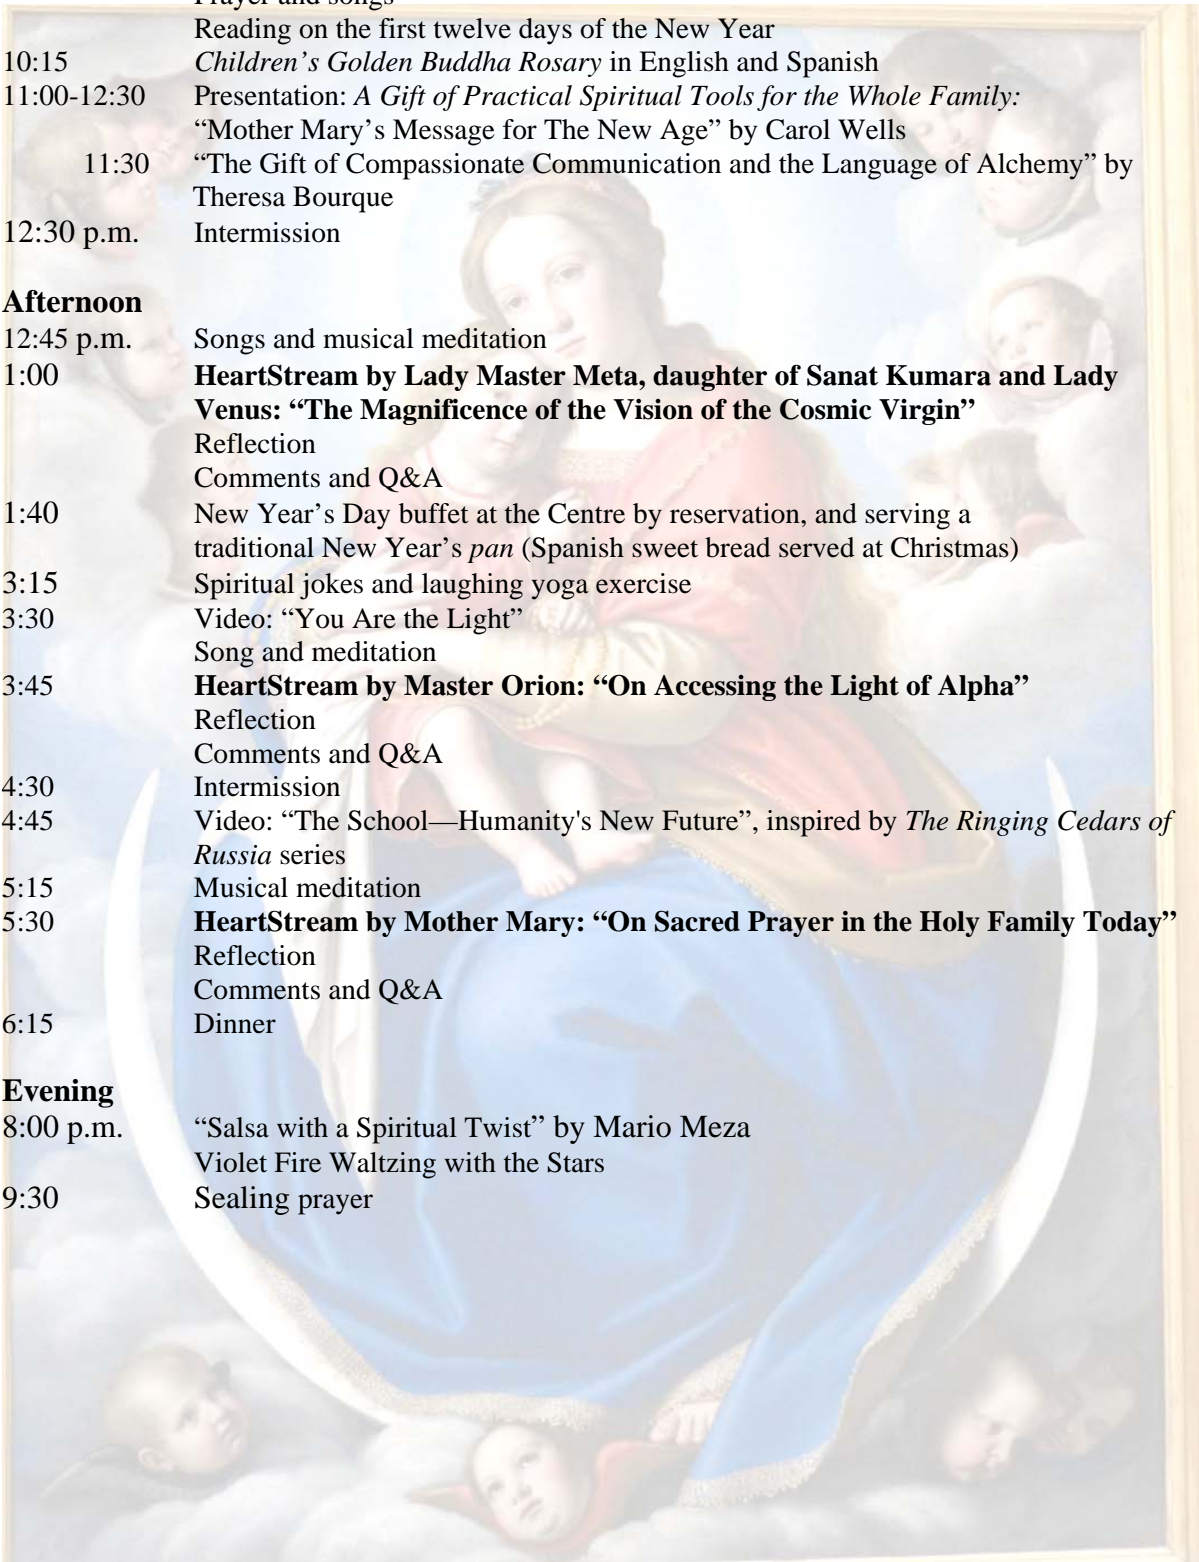 Prayer and songs
Reading on the first twelve days of the New Year
10:15 Children’s Golden Buddha Rosary in English and Spanish
11:00-12:30 Presentation: A Gift of Practical Spiritual Tools for the Whole Family:
“Mother Mary’s Message for The New Age” by Carol Wells
11:30 “The Gift of Compassionate Communication and the Language of Alchemy” by
Theresa Bourque
12:30 p.m. Intermission
Afternoon
12:45 p.m. Songs and musical meditation
1:00 HeartStream by Lady Master Meta, daughter of Sanat Kumara and Lady
Venus: “The Magnificence of the Vision of the Cosmic Virgin”
Reflection
Comments and Q&A
1:40 New Year’s Day buffet at the Centre by reservation, and serving a
traditional New Year’s pan (Spanish sweet bread served at Christmas)
3:15 Spiritual jokes and laughing yoga exercise
3:30 Video: “You Are the Light”
Song and meditation
3:45 HeartStream by Master Orion: “On Accessing the Light of Alpha”
Reflection
Comments and Q&A
4:30 Intermission
4:45 Video: “The School—Humanity's New Future”, inspired by The Ringing Cedars of
Russia series
5:15 Musical meditation
5:30 HeartStream by Mother Mary: “On Sacred Prayer in the Holy Family Today”
Reflection
Comments and Q&A
6:15 Dinner
Evening
8:00 p.m. “Salsa with a Spiritual Twist” by Mario Meza
Violet Fire Waltzing with the Stars
9:30 Sealing prayer